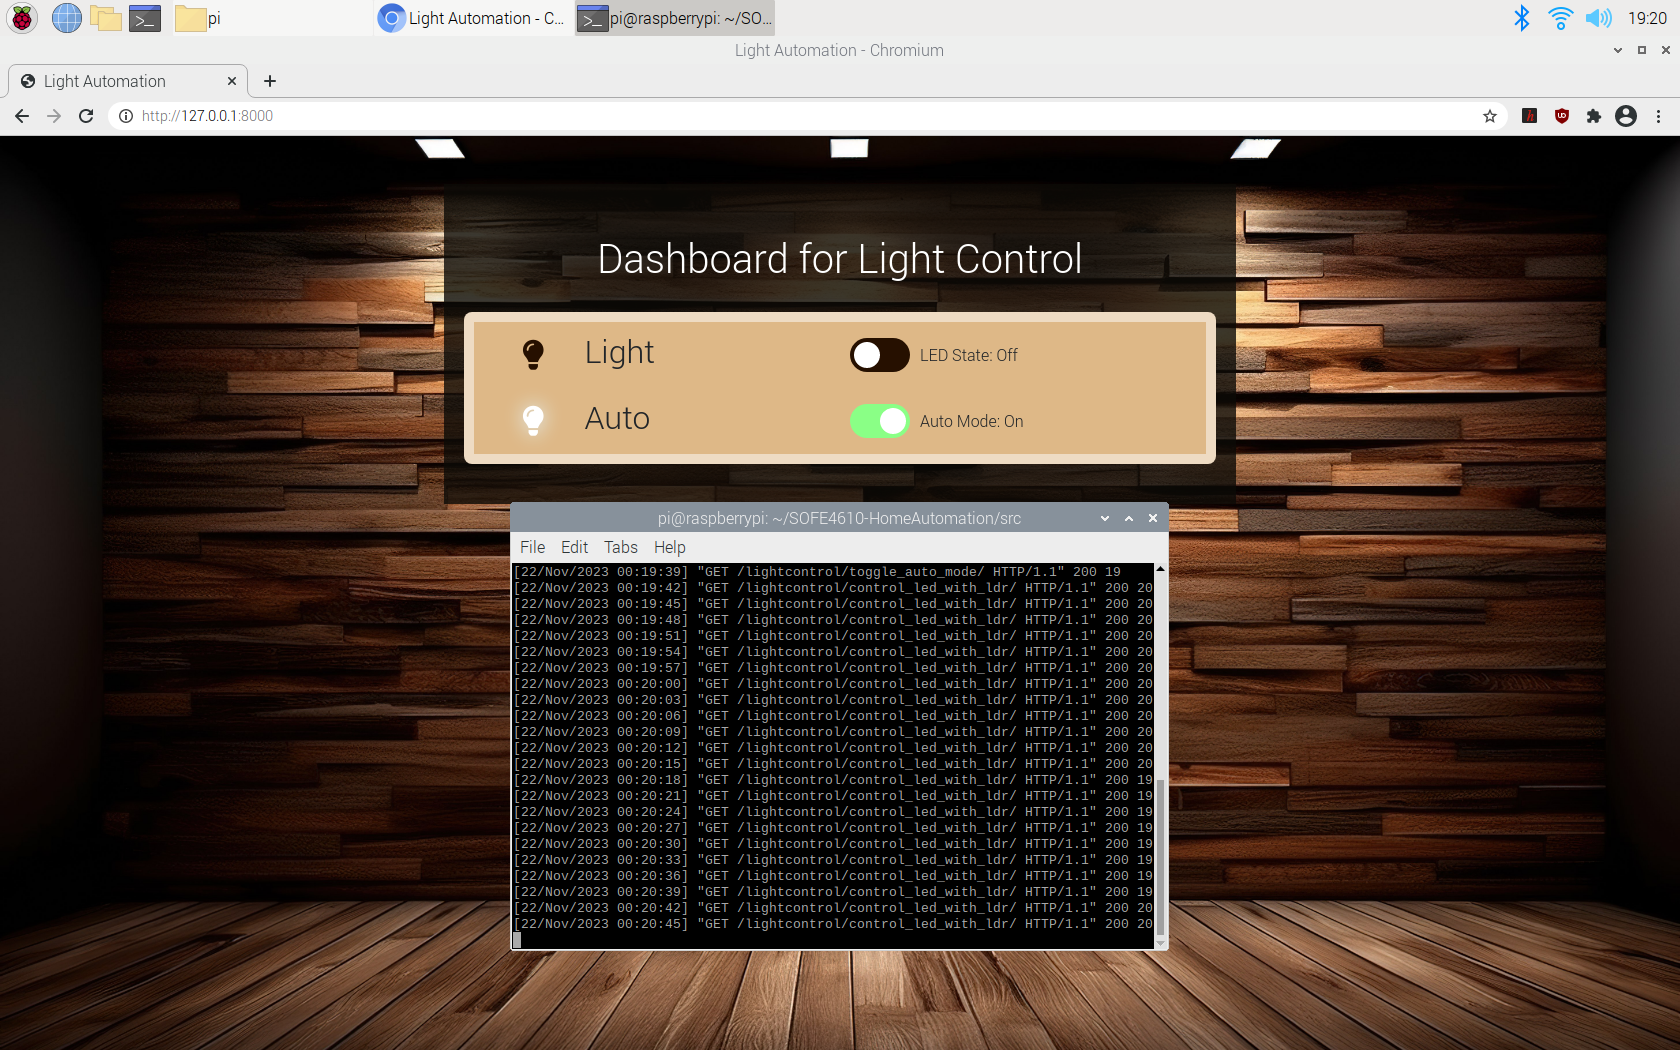 pi
Light Automation - C...
pi@raspberrypi: ~/SO...
19:20
Light Automation - Chromium
Light Automation
http://127.0.0.1:8000
Dashboard for Light Control
Light
LED State: Off
Auto
Auto Mode: On
pi@raspberrypi: ~/SOFE4610-HomeAutomation/src
File Edit Tabs Help
[22/Nov/2023 00:19:39] "GET /lightcontrol/toggle_auto_mode/ HTTP/1.1" 200 19
[22/Nov/2023 00:19:42] "GET /lightcontrol/control_led_with_ldr/ HTTP/1.1" 200 20
[22/Nov/2023 00:19:45] "GET /lightcontrol/control_led_with_ldr/ HTTP/1.1" 200 20
[22/Nov/2023 00:19:48] "GET /lightcontrol/control_led_with_ldr/ HTTP/1.1" 200 20
[22/Nov/2023 00:19:51] "GET /lightcontrol/control_led_with_ldr/ HTTP/1.1" 200 20
[22/Nov/2023 00:19:54] "GET /lightcontrol/control_led_with_ldr/ HTTP/1.1" 200 20
[22/Nov/2023 00:19:57] "GET /lightcontrol/control_led_with_ldr/ HTTP/1.1" 200 20
[22/Nov/2023 00:20:00] "GET /lightcontrol/control_led_with_ldr/ HTTP/1.1" 200 20
[22/Nov/2023 00:20:03] "GET /lightcontrol/control_led_with_ldr/ HTTP/1.1" 200 20
[22/Nov/2023 00:20:06] "GET /lightcontrol/control_led_with_ldr/ HTTP/1.1" 200 20
[22/Nov/2023 00:20:09] "GET /lightcontrol/control_led_with_ldr/ HTTP/1.1" 200 20
[22/Nov/2023 00:20:12] "GET /lightcontrol/control_led_with_ldr/ HTTP/1.1" 200 20
[22/Nov/2023 00:20:15] "GET /lightcontrol/control_led_with_ldr/ HTTP/1.1" 200 20
[22/Nov/2023 00:20:18] "GET /lightcontrol/control_led_with_ldr/ HTTP/1.1" 200 19
[22/Nov/2023 00:20:21] "GET /lightcontrol/control_led_with_ldr/ HTTP/1.1" 200 19
[22/Nov/2023 00:20:24] "GET /lightcontrol/control_led_with_ldr/ HTTP/1.1" 200 19
[22/Nov/2023 00:20:27] "GET /lightcontrol/control_led_with_ldr/ HTTP/1.1" 200 19
[22/Nov/2023 00:20:30] "GET /lightcontrol/control_led_with_ldr/ HTTP/1.1" 200 19
[22/Nov/2023 00:20:33] "GET /lightcontrol/control_led_with_ldr/ HTTP/1.1" 200 19
[22/Nov/2023 00:20:36] "GET /lightcontrol/control_led_with_ldr/ HTTP/1.1" 200 19
[22/Nov/2023 00:20:39] "GET /lightcontrol/control_led_with_ldr/ HTTP/1.1" 200 19
[22/Nov/2023 00:20:42] "GET /lightcontrol/control_led_with_ldr/ HTTP/1.1" 200 20
[22/Nov/2023 00:20:45] "GET /lightcontrol/control_led_with_ldr/ HTTP/1.1" 200 20